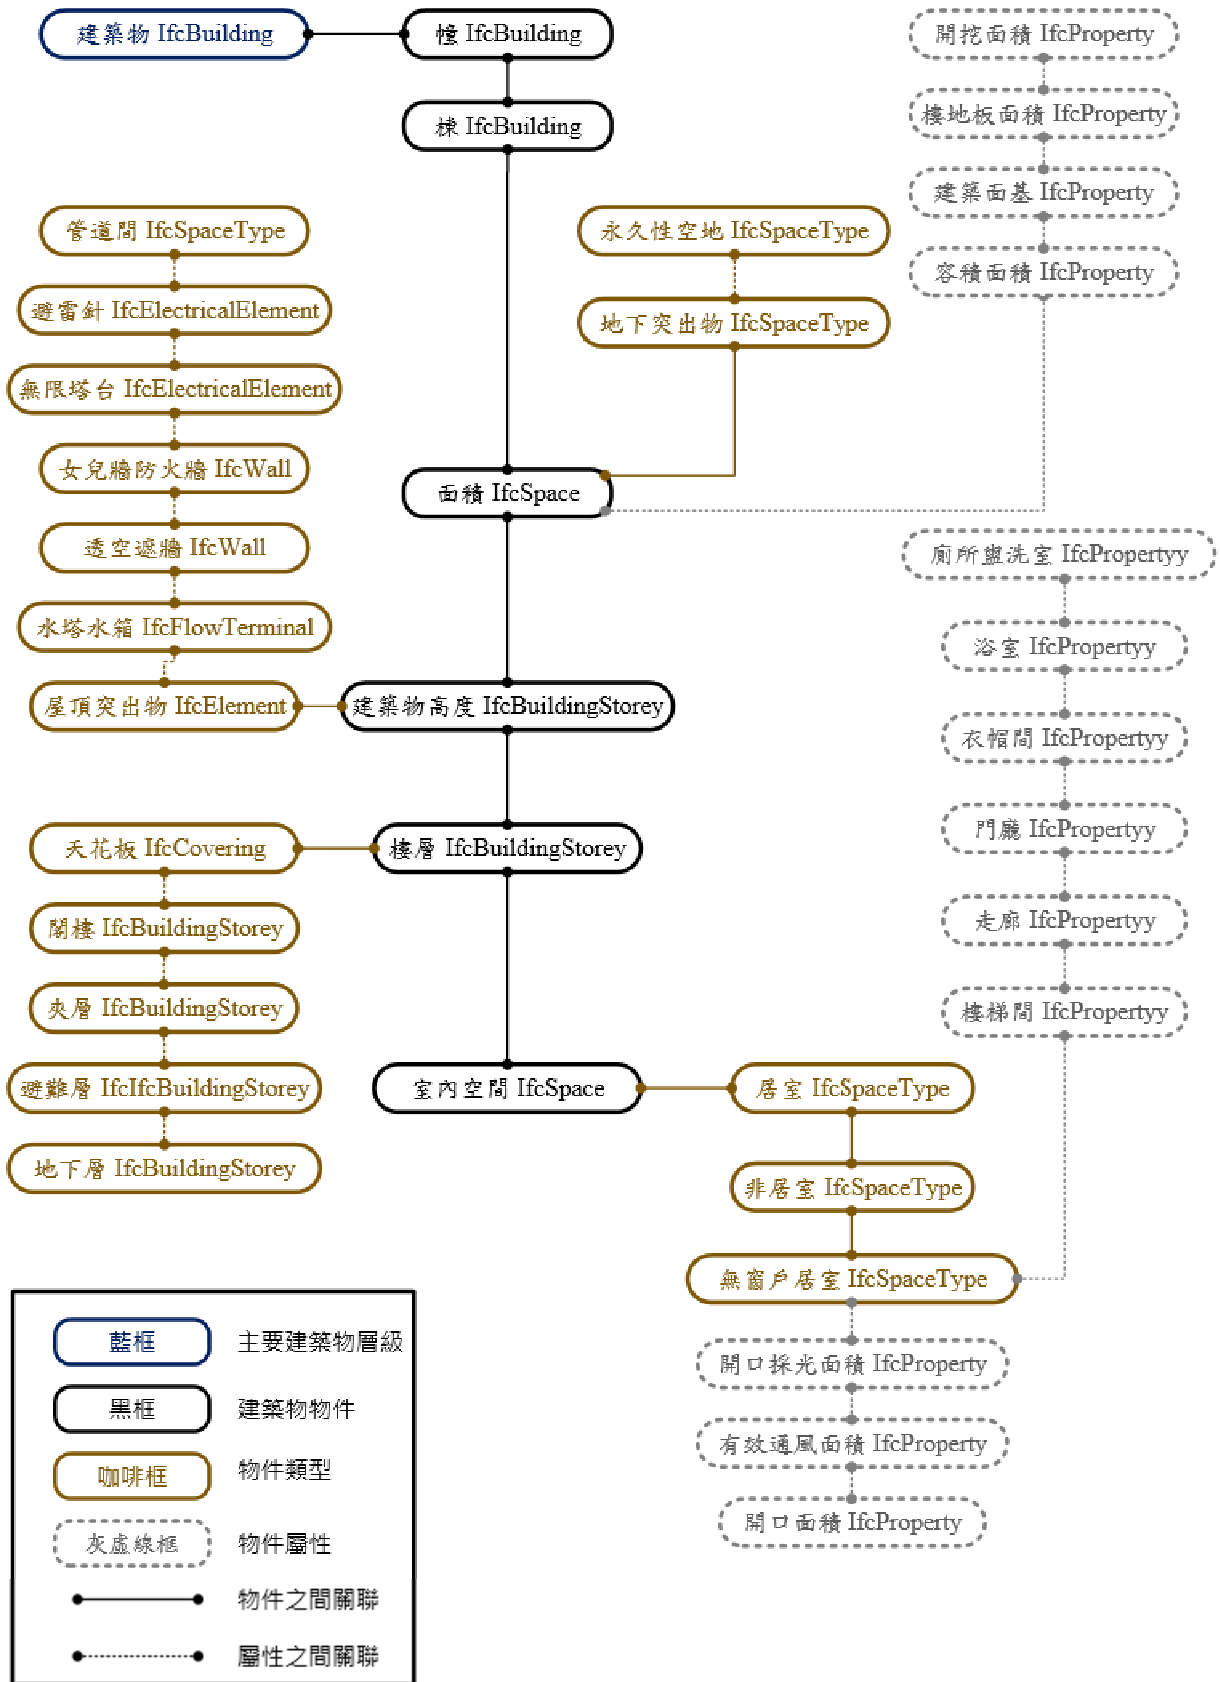 建築物 IfcBuilding
幢 IfcBuilding
棟 IfcBuilding
開挖面積 IfcProperty
樓地板面積 IfcProperty
建築面基 IfcProperty
容積面積 IfcProperty
管道間 IfcSpaceType
避雷針 IfcElectricalElement
無限塔台 IfcElectricalElement
女兒牆防火牆 IfcWall
透空遮牆 IfcWall
水塔水箱 IfcFlowTerminal
屋頂突出物 IfcElement
永久性空地 IfcSpaceType
地下突出物 IfcSpaceType
面積 IfcSpace
建築物高度 IfcBuildingStorey
樓層 IfcBuildingStorey
天花板 IfcCovering
閣樓 IfcBuildingStorey
夾層 IfcBuildingStorey
避難層 IfcIfcBuildingStorey
地下層 IfcBuildingStorey
室內空間 IfcSpace
廁所盥洗室 IfcPropertyy
浴室 IfcPropertyy
衣帽間 IfcPropertyy
門廳 IfcPropertyy
走廊 IfcPropertyy
樓梯間 IfcPropertyy
居室 IfcSpaceType
非居室 IfcSpaceType
無窗戶居室 IfcSpaceType
開口採光面積 IfcProperty
有效通風面積 IfcProperty
開口面積 IfcProperty
藍框 主要建築物層級
黑框 建築物物件
咖啡框 物件類型
灰虛線框 物件屬性
物件之間關聯
屬性之間關聯